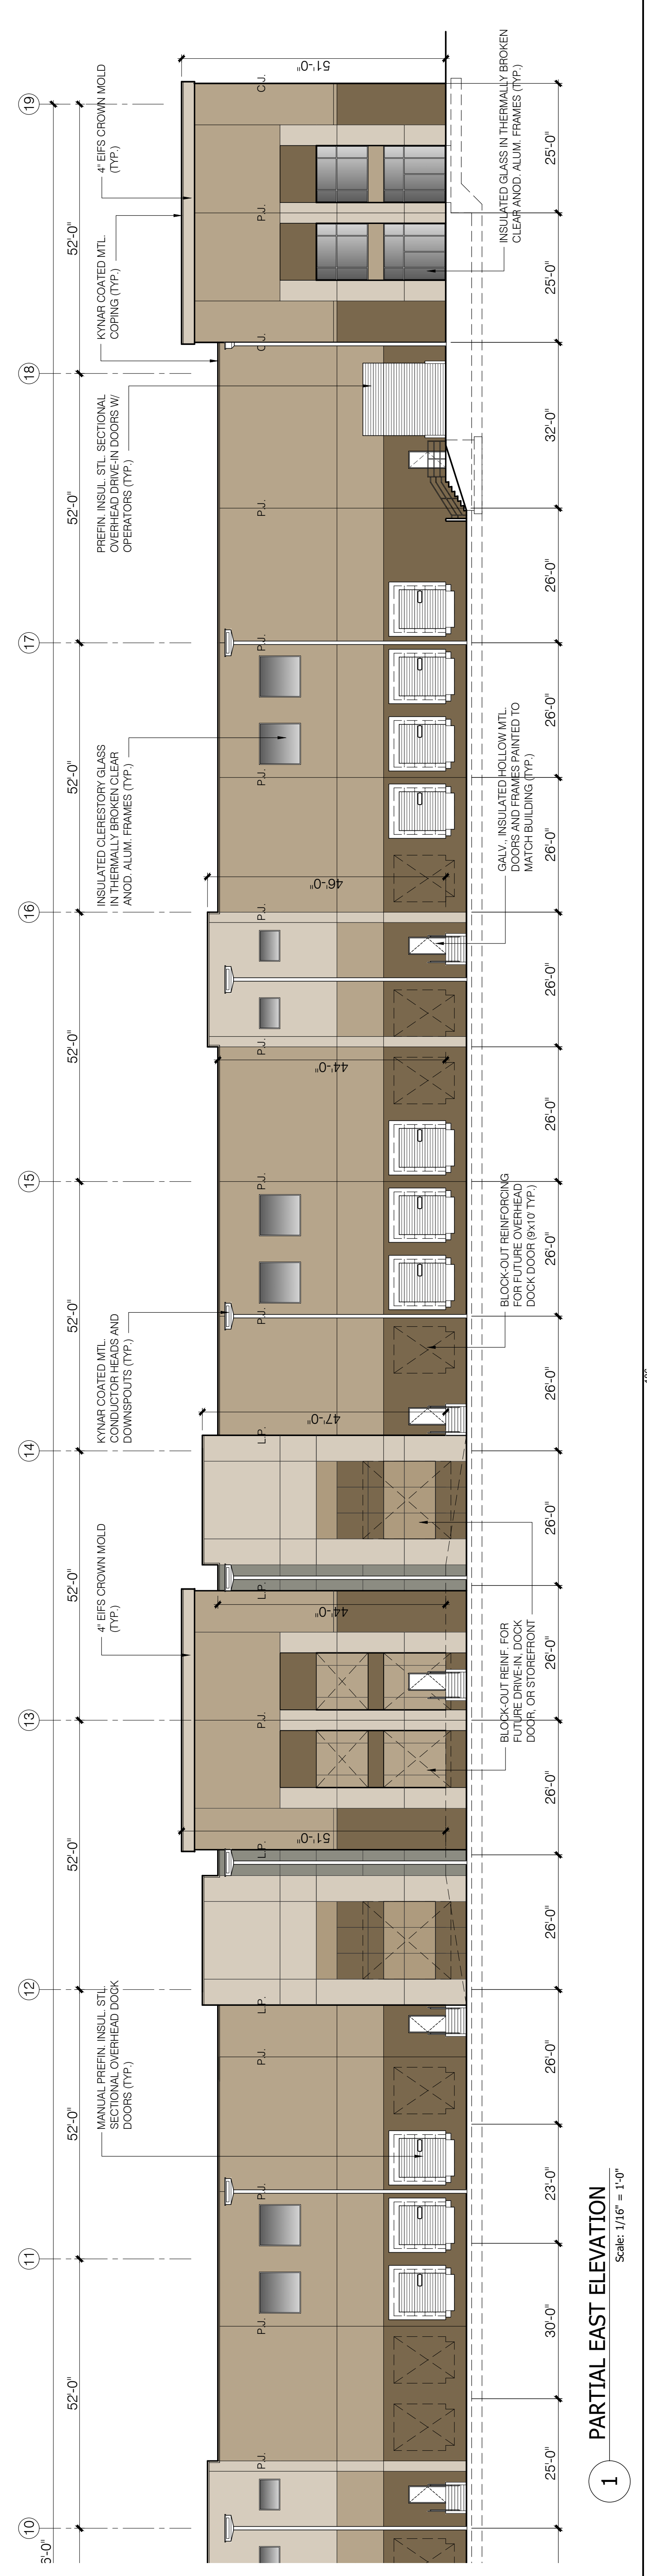 19
18
17
16
15
14
13
12
11
10
6'-0"
52'-0"
52'-0"
52'-0"
52'-0"
52'-0"
52'-0"
52'-0"
52'-0"
52'-0"
4" EIFS CROWN MOLD
(TYP.)
KYNAR COATED MTL.
COPING (TYP.)
PREFIN. INSUL. STL. SECTIONAL
OVERHEAD DRIVE-IN DOORS W/
OPERATORS (TYP.)
INSULATED CLERESTORY GLASS
IN THERMALLY BROKEN CLEAR
ANOD. ALUM. FRAMES (TYP.)
KYNAR COATED MTL.
CONDUCTOR HEADS AND
DOWNSPOUTS (TYP.)
4" EIFS CROWN MOLD
(TYP.)
MANUAL PREFIN. INSUL. STL.
SECTIONAL OVERHEAD DOCK
DOORS (TYP.)
C.J.
P.J.
C.J.
P.J.
P.J.
P.J.
P.J.
P.J.
P.J.
P.J.
L.P.
L.P.
P.J.
L.P.
L.P.
P.J.
P.J.
P.J.
P.J.
51'-0"
46'-0"
44'-0"
47'-0"
44'-0"
51'-0"
INSULATED GLASS IN THERMALLY BROKEN
CLEAR ANOD. ALUM. FRAMES (TYP.)
GALV., INSULATED HOLLOW MTL.
DOORS AND FRAMES PAINTED TO
MATCH BUILDING (TYP.)
BLOCK-OUT REINFORCING
FOR FUTURE OVERHEAD
DOCK DOOR (9'x10' TYP.)
BLOCK-OUT REINF. FOR
FUTURE DRIVE-IN, DOCK
DOOR, OR STOREFRONT
25'-0"
25'-0"
32'-0"
26'-0"
26'-0"
26'-0"
26'-0"
26'-0"
26'-0"
26'-0"
26'-0"
26'-0"
26'-0"
26'-0"
26'-0"
23'-0"
30'-0"
25'-0"
1
PARTIAL EAST ELEVATION
Scale: 1/16" = 1'-0"